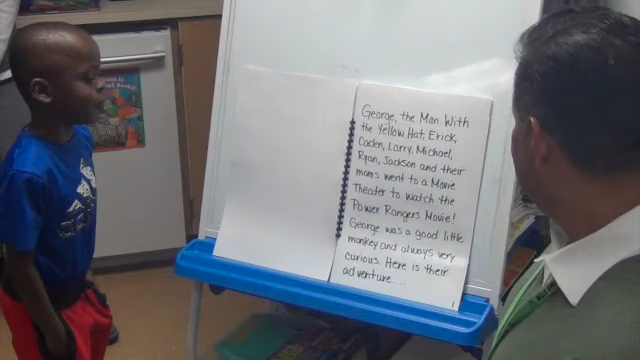 George, the Man With
the Yellow Hat, Erick,
Caden, Larry, Michael,
Ryan, Jackson and their
moms went to a Movie
Theater to watch the
Power Rangers Movie!
George was a good little
monkey and always very
curious. Here is their
adventure....
1